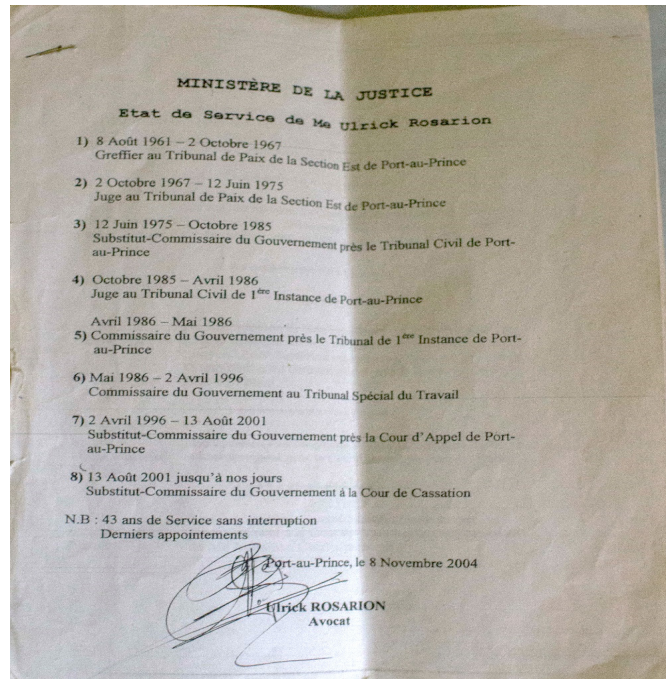 MINISTÈRE DE LA JUSTICE
Etat de Service de Me Ulrick Rosarion
1) 8 Août 1961 – 2 Octobre 1967
Greffier au Tribunal de Paix de la Section Est de Port-au-Prince
2) 2 Octobre 1967 – 12 Juin 1975
Juge au Tribunal de Paix de la Section Est de Port-au-Prince
3) 12 Juin 1975 – Octobre 1985
Substitut-Commissaire du Gouvernement près le Tribunal Civil de Port-
au-Prince
4) Octobre 1985 – Avril 1986
Juge au Tribunal Civil de 1ère Instance de Port-au-Prince
Avril 1986 – Mai 1986
5) Commissaire du Gouvernement près le Tribunal de 1ère Instance de Port-
au-Prince
6) Mai 1986 – 2 Avril 1996
Commissaire du Gouvernement au Tribunal Spécial du Travail
7) 2 Avril 1996 – 13 Août 2001
Substitut-Commissaire du Gouvernement près la Cour d'Appel de Port-
au-Prince
8) 13 Août 2001 jusqu'à nos jours
Substitut-Commissaire du Gouvernement à la Cour de Cassation
N.B : 43 ans de Service sans interruption
Derniers appointements
Port-au-Prince, le 8 Novembre 2004
Ulrick ROSARION
Avocat